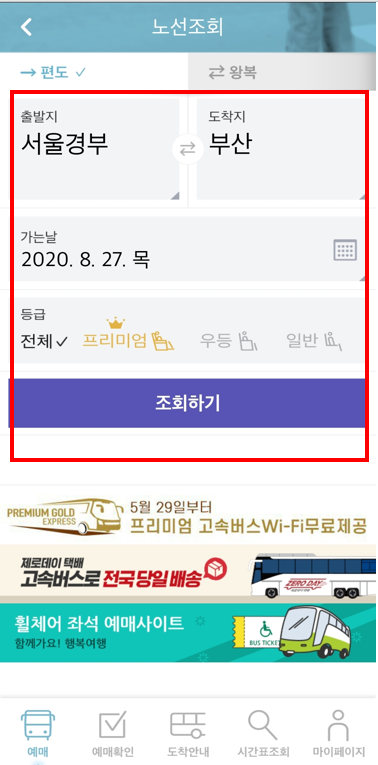 노선조회
편도
왕복
출발지
서울경부
도착지
부산
가는날
2020. 8. 27. 목
등급
전체 프리미엄 우등 일반
조회하기
PREMIUM GOLD
EXPRESS
5월 29일부터
프리미엄 고속버스Wi-Fi무료제공
제로데이 택배
고속버스로 전국 당일 배송
ZERO DAY
휠체어 좌석 예매사이트
함께가요! 행복여행
BUS TICKET
예매 예매확인 도착안내 시간표조회 마이페이지